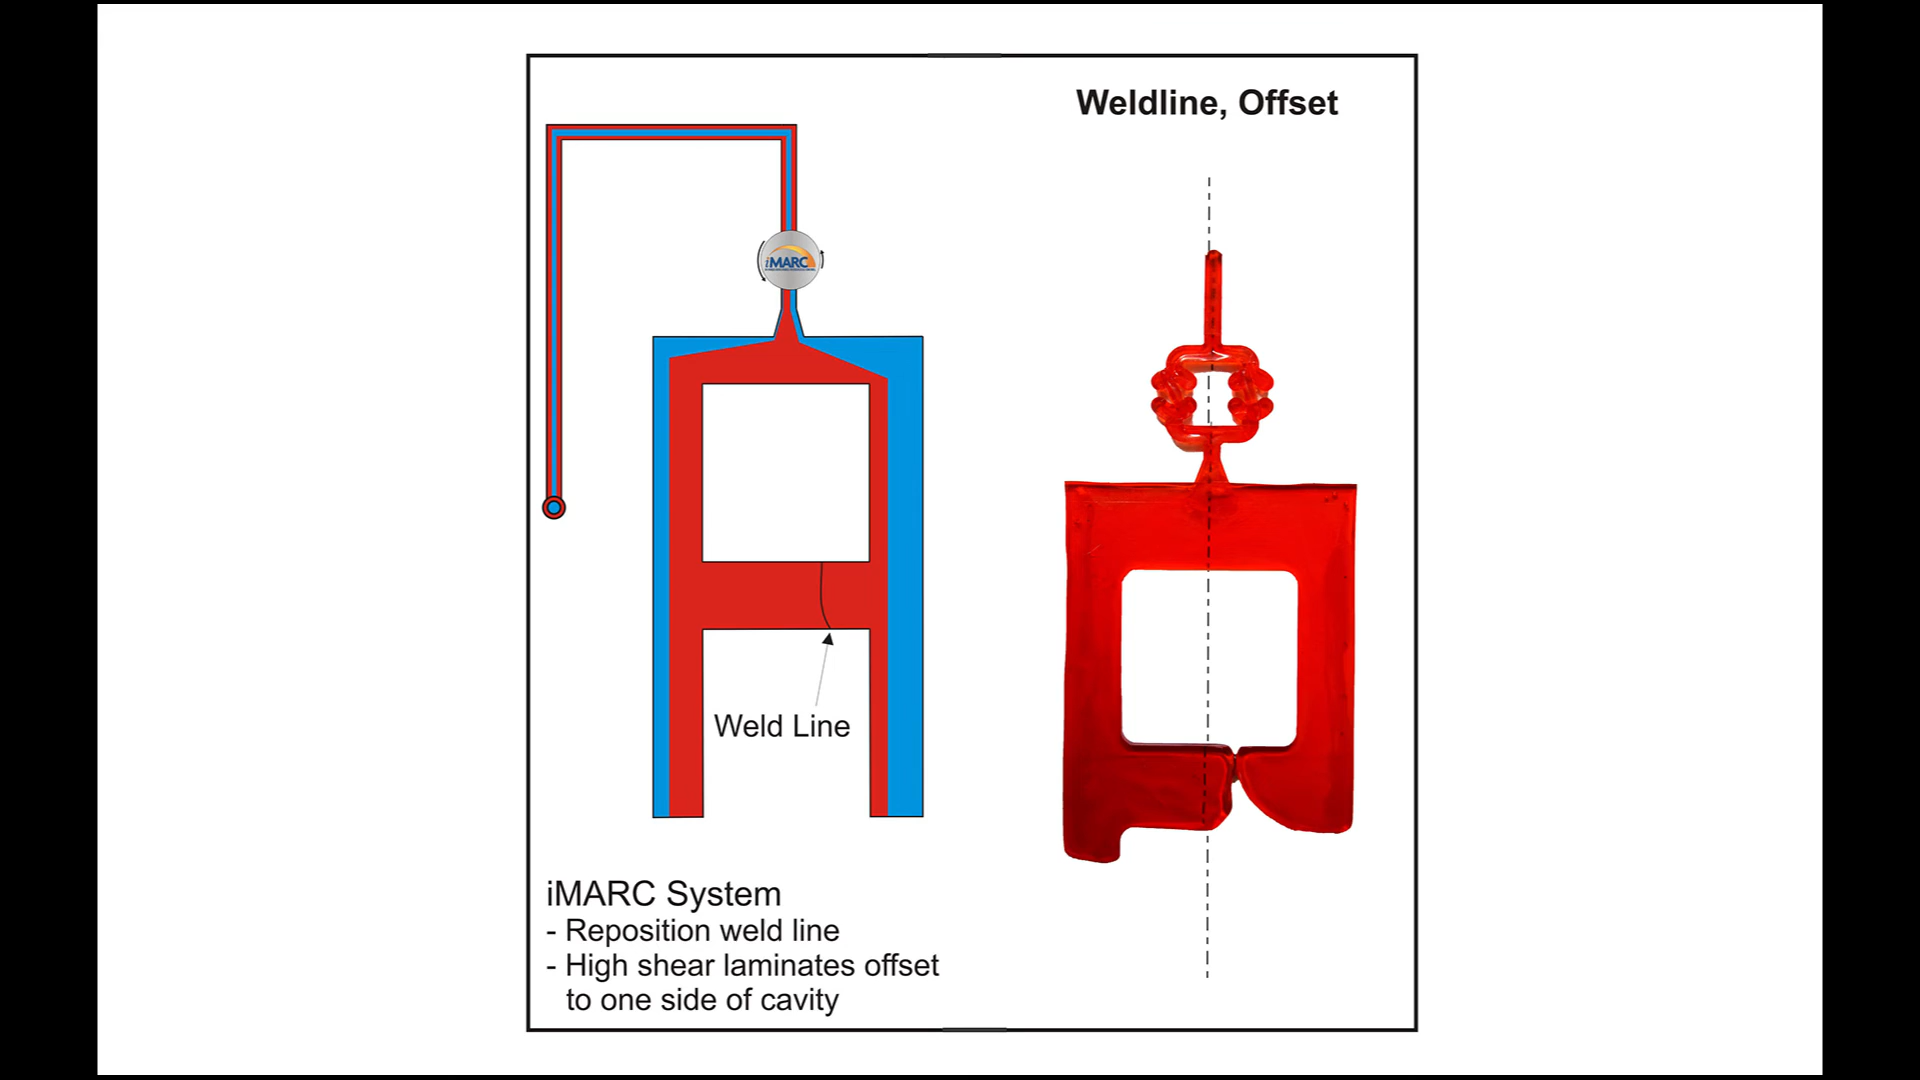 Weldline, Offset
iMARC
Weld Line
iMARC System
- Reposition weld line
- High shear laminates offset
to one side of cavity